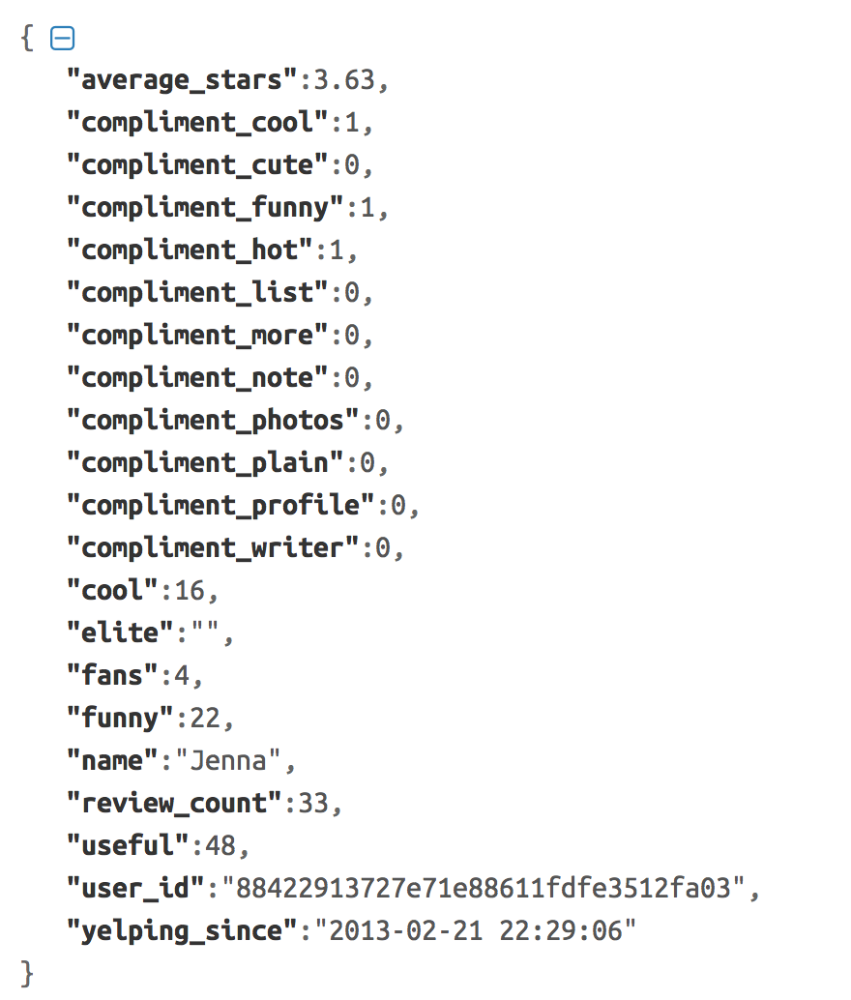 {
"average_stars":3.63,
"compliment_cool":1,
"compliment_cute":0,
"compliment_funny":1,
"compliment_hot":1,
"compliment_list":0,
"compliment_more":0,
"compliment_note":0,
"compliment_photos":0,
"compliment_plain":0,
"compliment_profile":0,
"compliment_writer":0,
"cool":16,
"elite":"",
"fans":4,
"funny":22,
"name":"Jenna",
"review_count":33,
"useful":48,
"user_id":"88422913727e71e88611fdfe3512fa03",
"yelping_since":"2013-02-21 22:29:06"
}